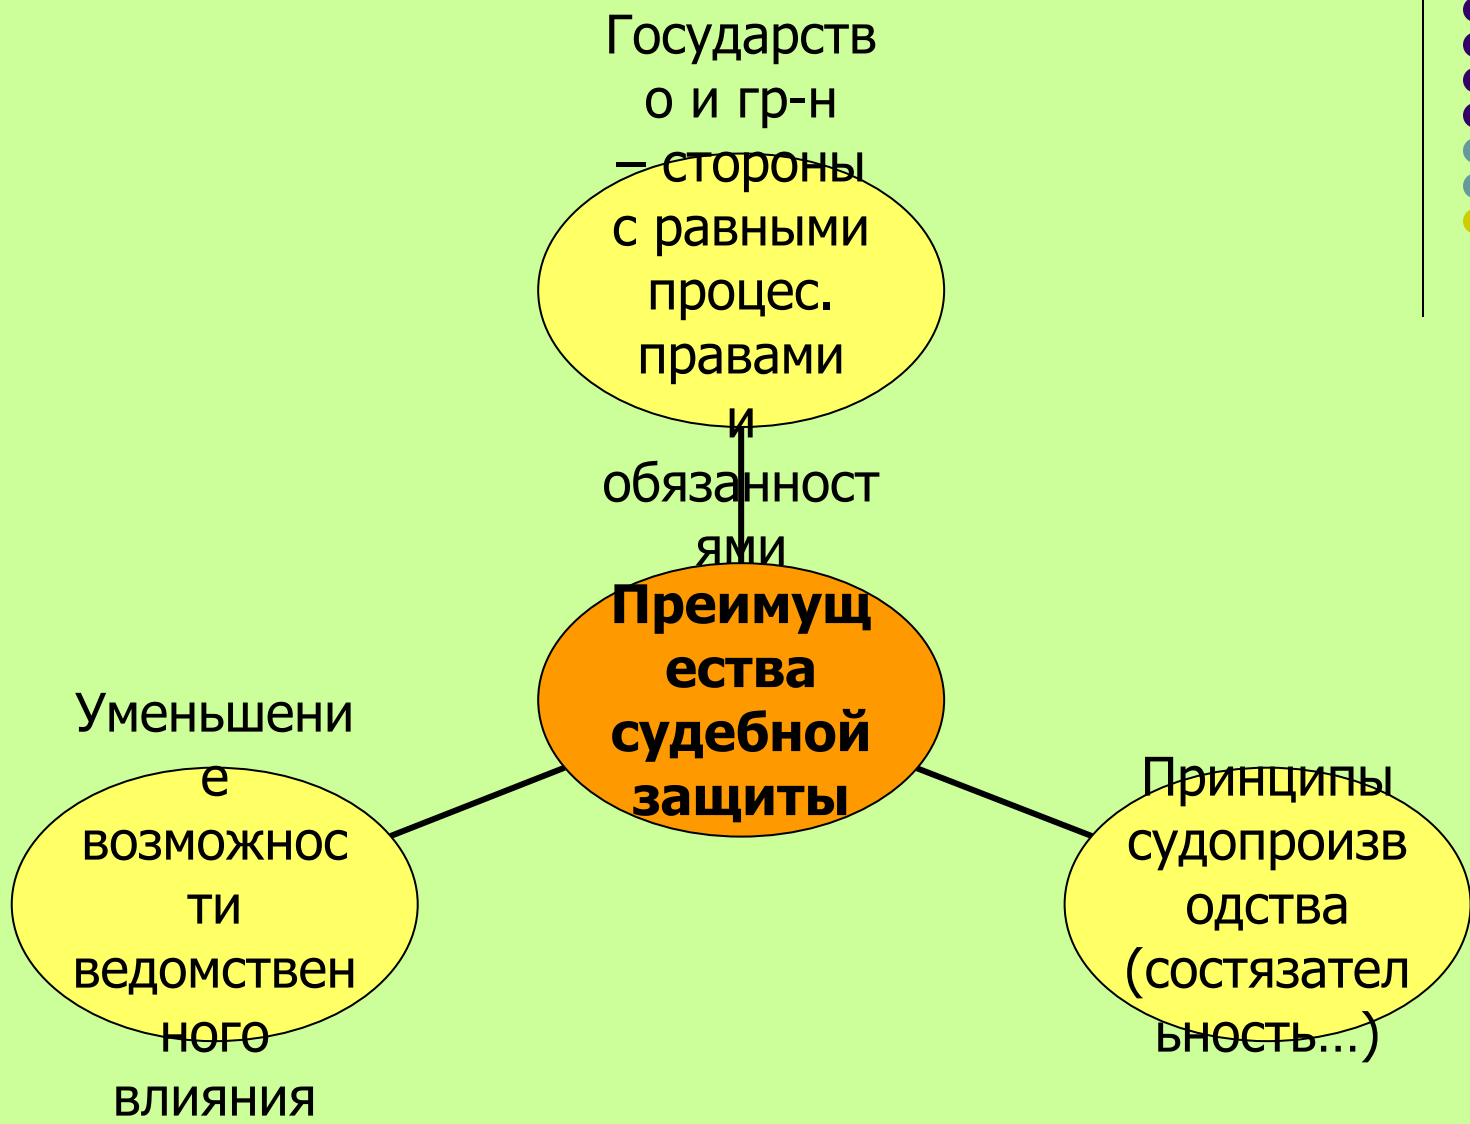 Государств
о и гр-н
– стороны
с равными
процес.
правами
и
обязанност
ями
Преимущ
ества
судебной
защиты
Уменьшени
е
возможнос
ти
ведомствен
ного
влияния
Принципы
судопроизв
одства
(состязател
ьность…)